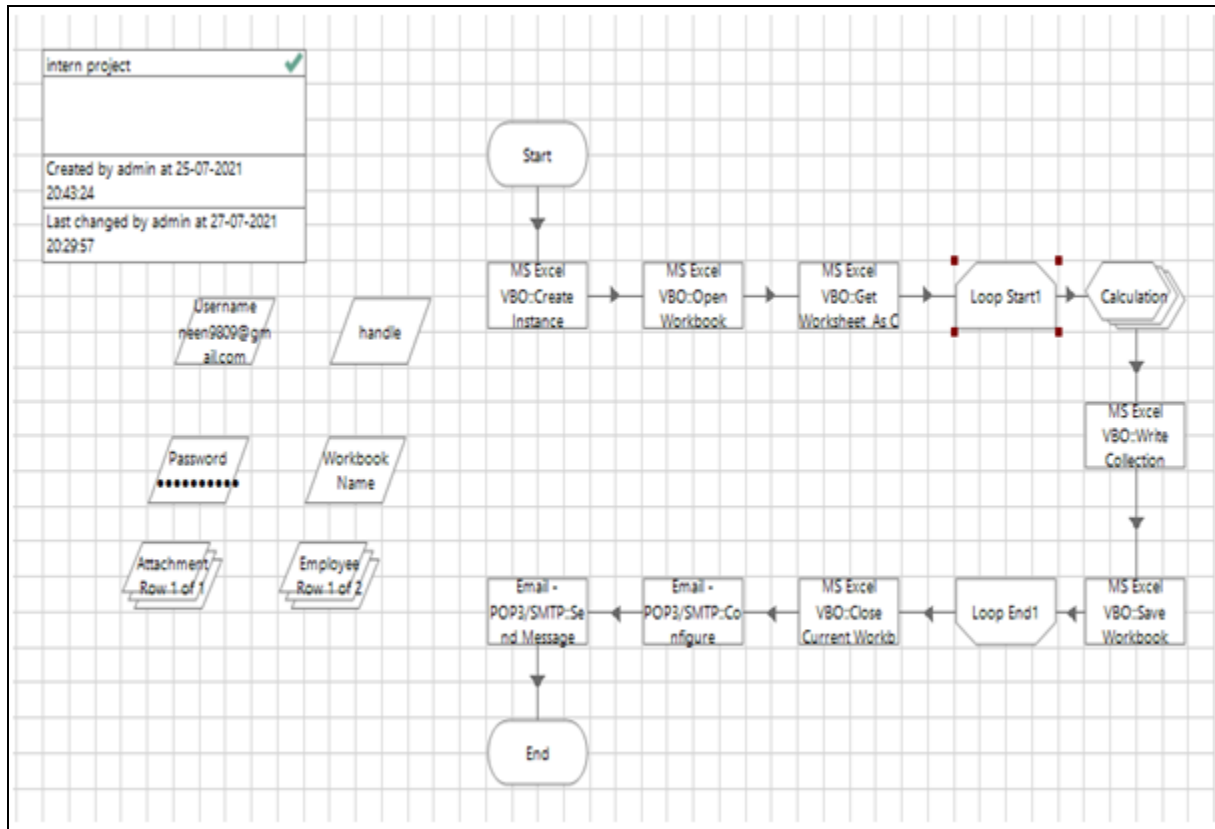 intern project
Created by admin at 25-07-2021
20:43:24
Last changed by admin at 27-07-2021
20:29:57
Username
neen9809@gm
ail.com
handle
Password
Workbook
Name
Attachment
Row 1 of 1
Employee
Row 1 of 2
Start
MS Excel
VBO::Create
Instance
MS Excel
VBO::Open
Workbook
MS Excel
VBO::Get
Worksheet As C
Loop Start1
Calculation
MS Excel
VBO::Write
Collection
MS Excel
VBO::Save
Workbook
Loop End1
MS Excel
VBO::Close
Current Workb
Email -
POP3/SMTP::Co
nfigure
Email -
POP3/SMTP::Se
nd Message
End